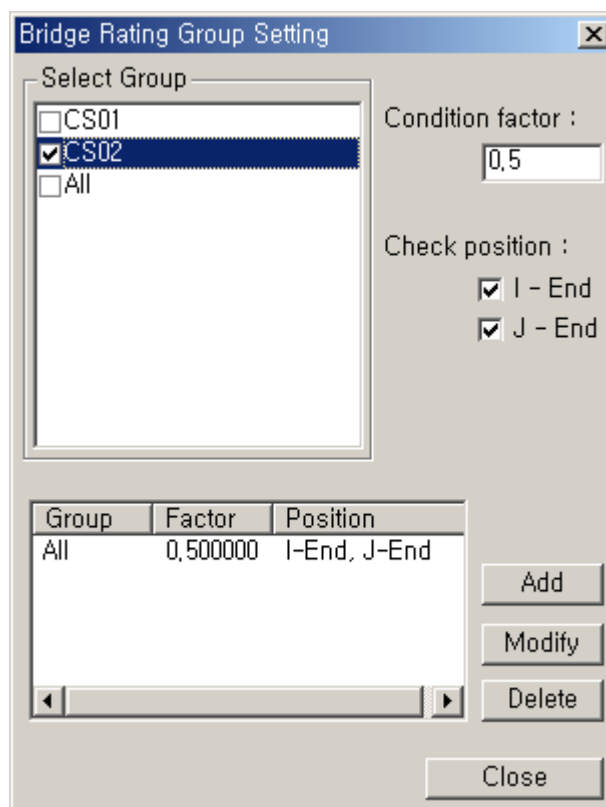 Bridge Rating Group Setting
Select Group
CS01
CS02
All
Condition factor :
0,5
Check position :
I - End
J - End
Group Factor Position
All 0,500000 I-End, J-End
Add
Modify
Delete
Close